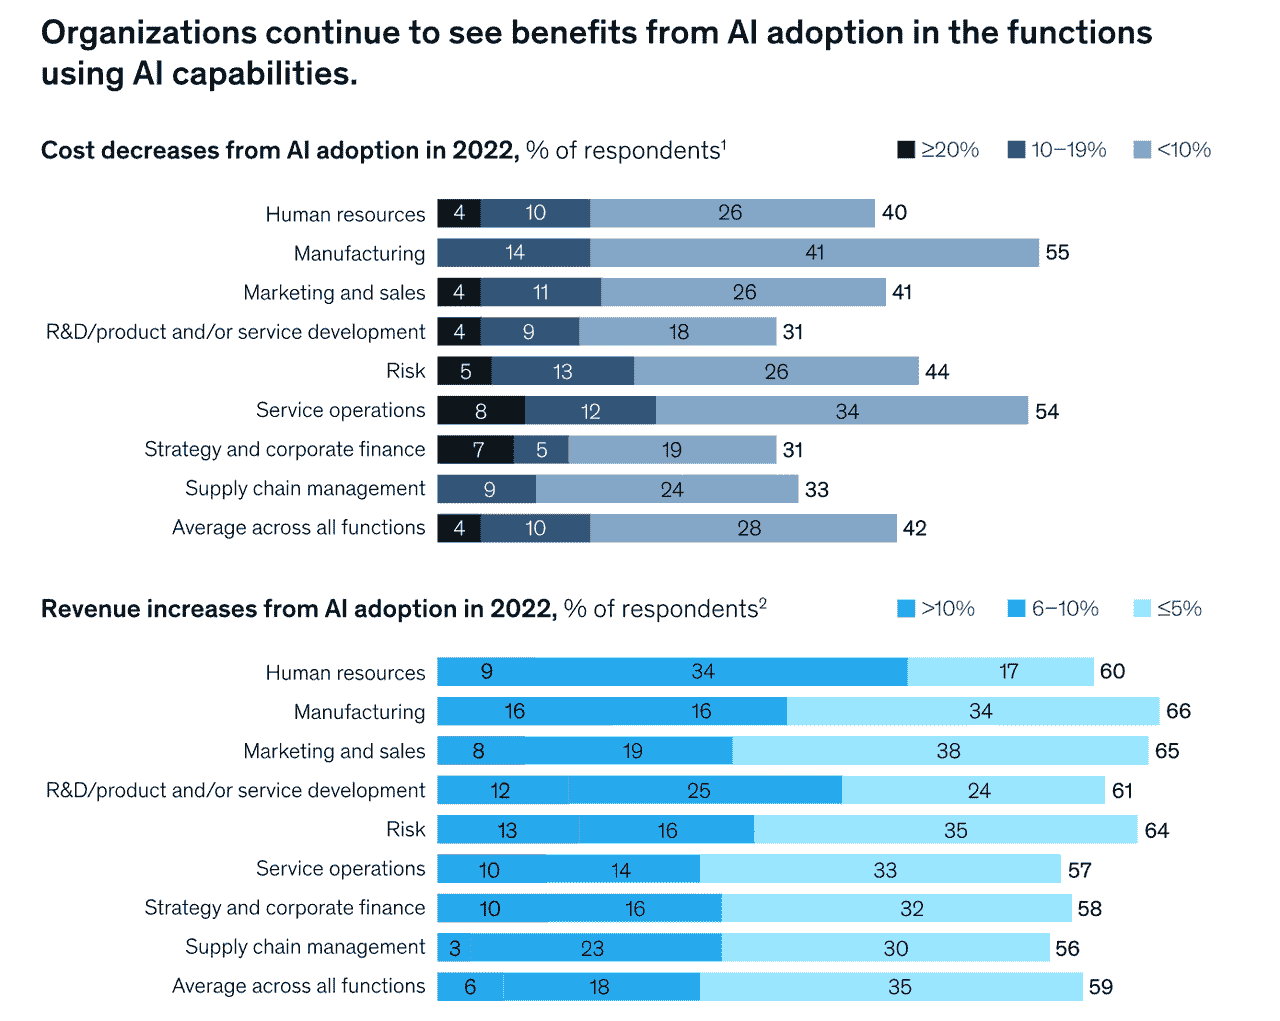 Organizations continue to see benefits from AI adoption in the functions
using AI capabilities.
Cost decreases from AI adoption in 2022, % of respondents¹ ≥20% 10–19% <10%
Human resources 4 10 26 40
Manufacturing 14 41 55
Marketing and sales 4 11 26 41
R&D/product and/or service development 4 9 18 31
Risk 5 13 26 44
Service operations 8 12 34 54
Strategy and corporate finance 7 5 19 31
Supply chain management 9 24 33
Average across all functions 4 10 28 42
Revenue increases from AI adoption in 2022, % of respondents² >10% 6–10% ≤5%
Human resources 9 34 17 60
Manufacturing 16 16 34 66
Marketing and sales 8 19 38 65
R&D/product and/or service development 12 25 24 61
Risk 13 16 35 64
Service operations 10 14 33 57
Strategy and corporate finance 10 16 32 58
Supply chain management 3 23 30 56
Average across all functions 6 18 35 59